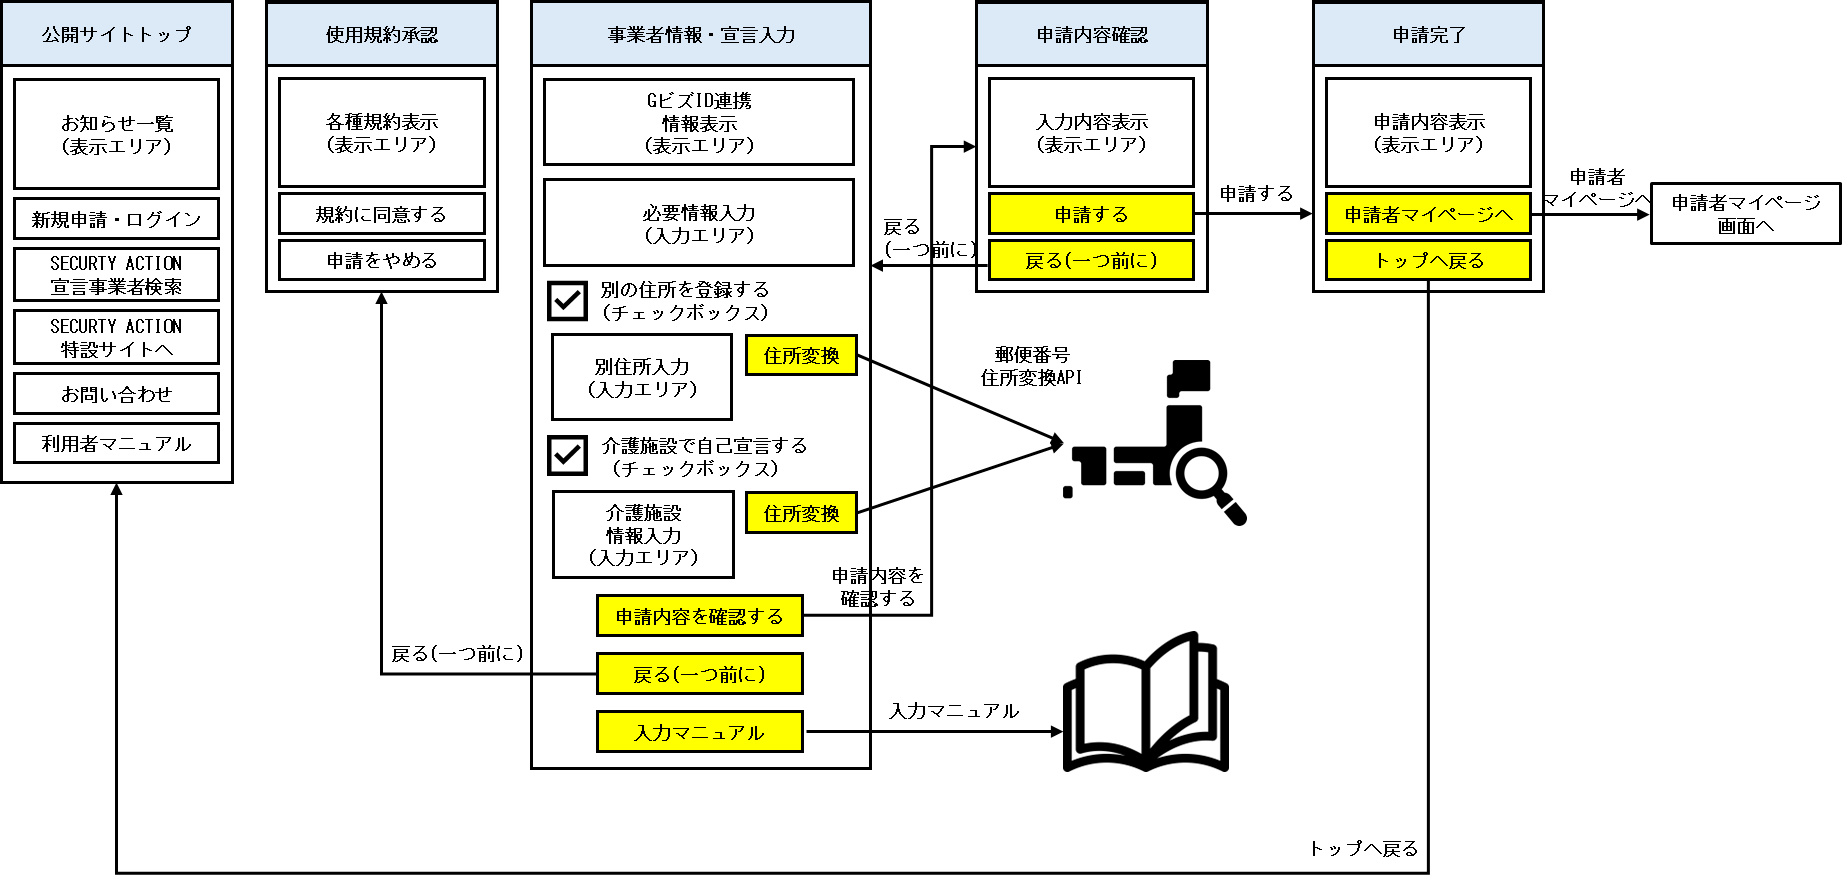 公開サイトトップ
お知らせ一覧
(表示エリア)
新規申請・ログイン
SECURTY ACTION
宣言事業者検索
SECURTY ACTION
特設サイトへ
お問い合わせ
利用者マニュアル
使用規約承認
各種規約表示
(表示エリア)
規約に同意する
申請をやめる
戻る(一つ前に)
事業者情報・宣言入力
GビズID連携
情報表示
(表示エリア)
必要情報入力
(入力エリア)
別の住所を登録する
(チェックボックス)
別住所入力
(入力エリア)
住所変換
介護施設で自己宣言する
(チェックボックス)
介護施設
情報入力
(入力エリア)
住所変換
申請内容を確認する
戻る(一つ前に)
入力マニュアル
申請内容を
確認する
入力マニュアル
戻る
(一つ前に)
申請内容確認
入力内容表示
(表示エリア)
申請する
戻る(一つ前に)
郵便番号
住所変換API
申請する
申請完了
申請内容表示
(表示エリア)
申請者マイページへ
トップへ戻る
申請者
マイページへ
申請者マイページ
画面へ
トップへ戻る